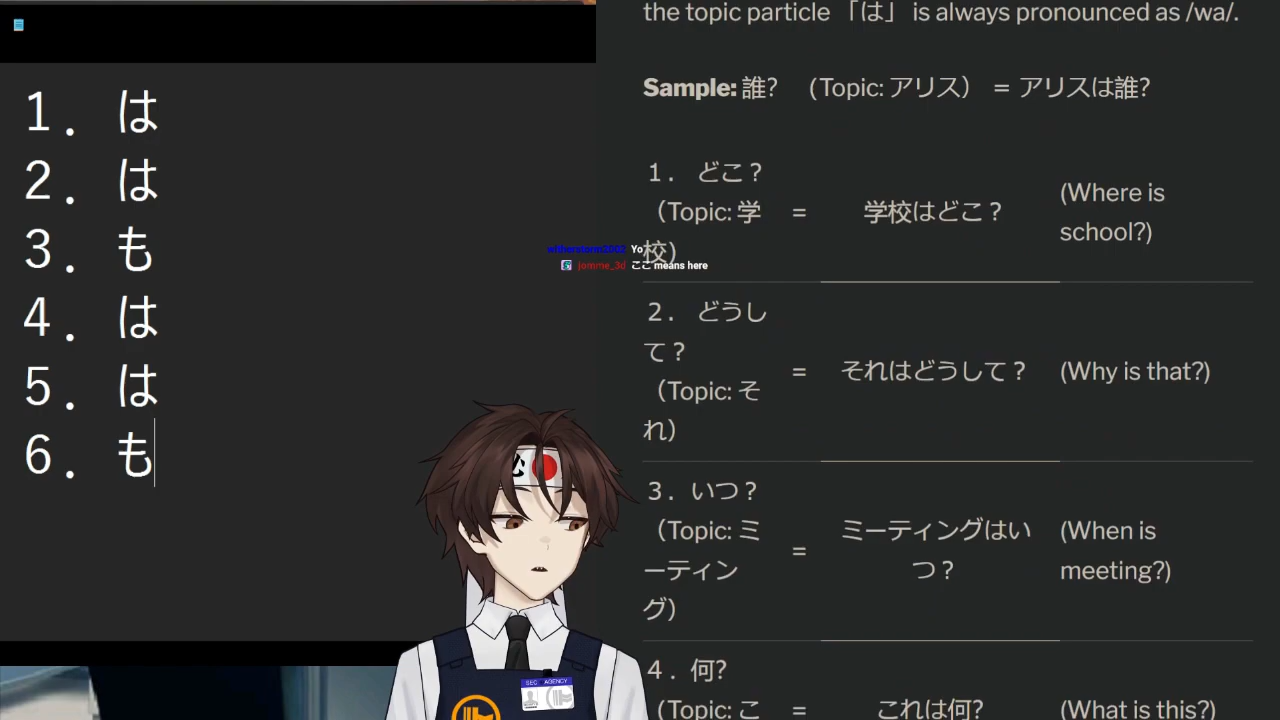 1． は
2． は
3． も
4． は
5． は
6． も
the topic particle 「は」 is always pronounced as /wa/.
Sample: 誰? (Topic: アリス) = アリスは誰?
1． どこ？
（Topic: 学
校）
=
学校はどこ？
(Where is
school?)
2． どうし
て？
（Topic: そ
れ）
=
それはどうして？
(Why is that?)
3．いつ？
（Topic: ミ
ーティン
グ）
=
ミーティングはい
つ？
(When is
meeting?)
4．何?
（Topic: こ
=
これは何?
(What is this?)
Yo
jomme_3d ここ means here
SEC AGENCY